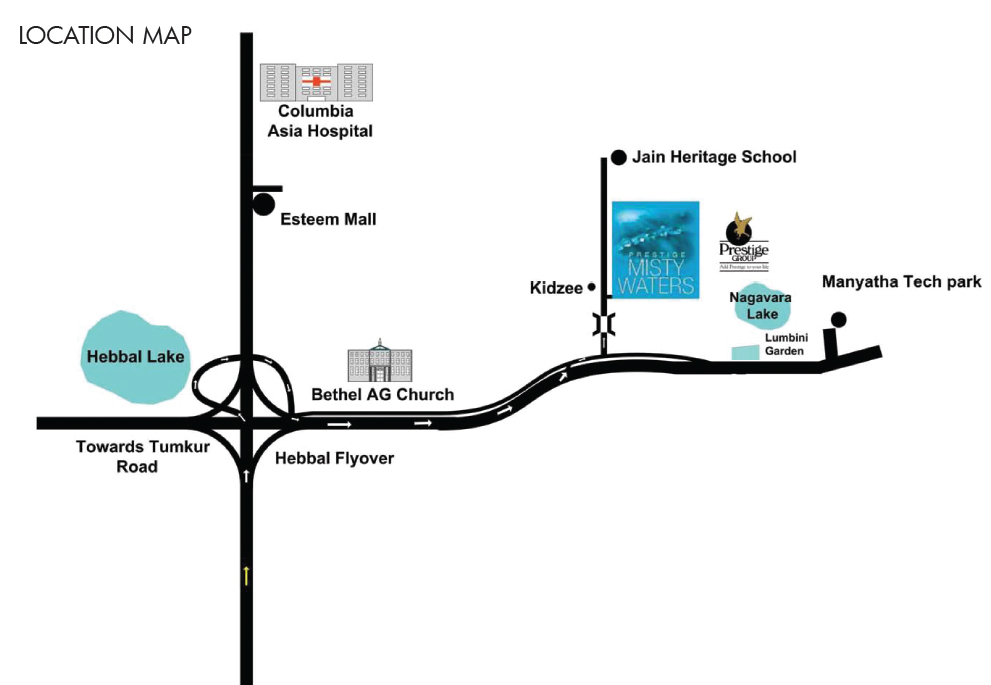 LOCATION MAP
Columbia
Asia Hospital
Jain Heritage School
Esteem Mall
PRESTIGE
MISTY
WATERS
Prestige
GROUP
Add Prestige to your life
Kidzee
Manyatha Tech park
Nagavara
Lake
Lumbini
Garden
Hebbal Lake
Bethel AG Church
Towards Tumkur
Road
Hebbal Flyover